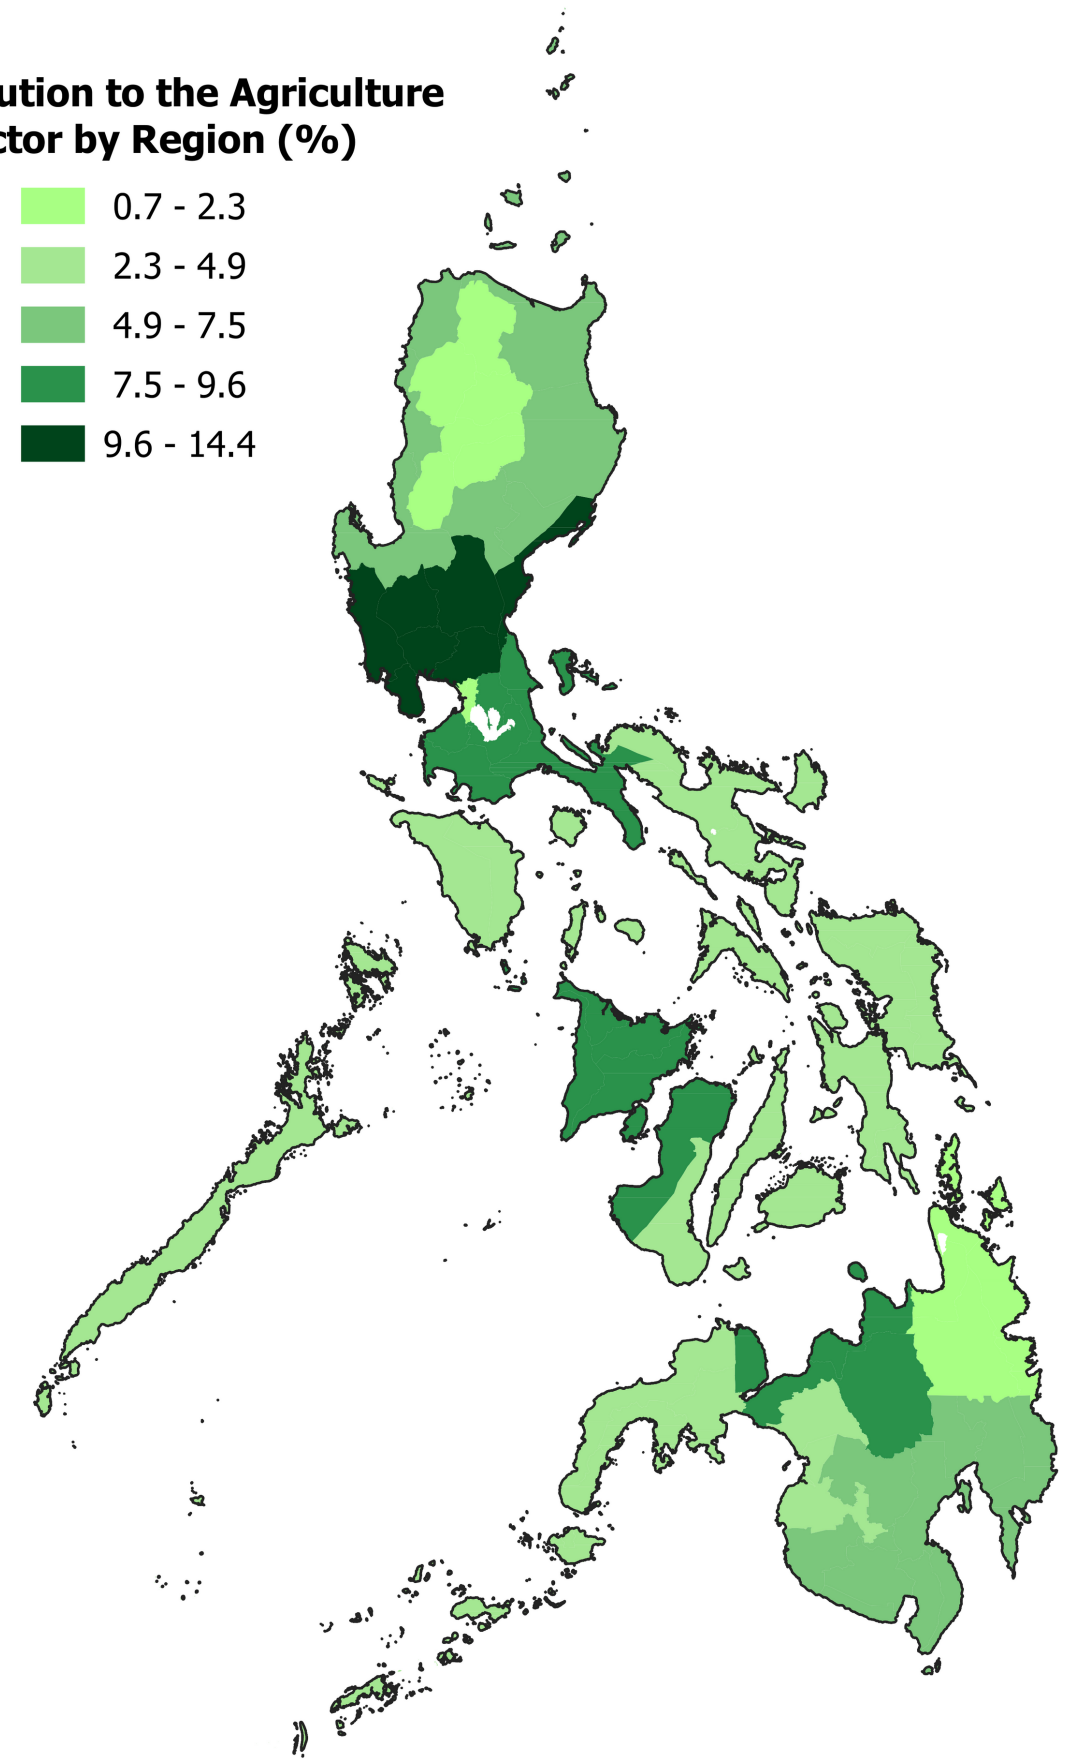 ution to the Agriculture
ctor by Region (%)
0.7 - 2.3
2.3 - 4.9
4.9 - 7.5
7.5 - 9.6
9.6 - 14.4